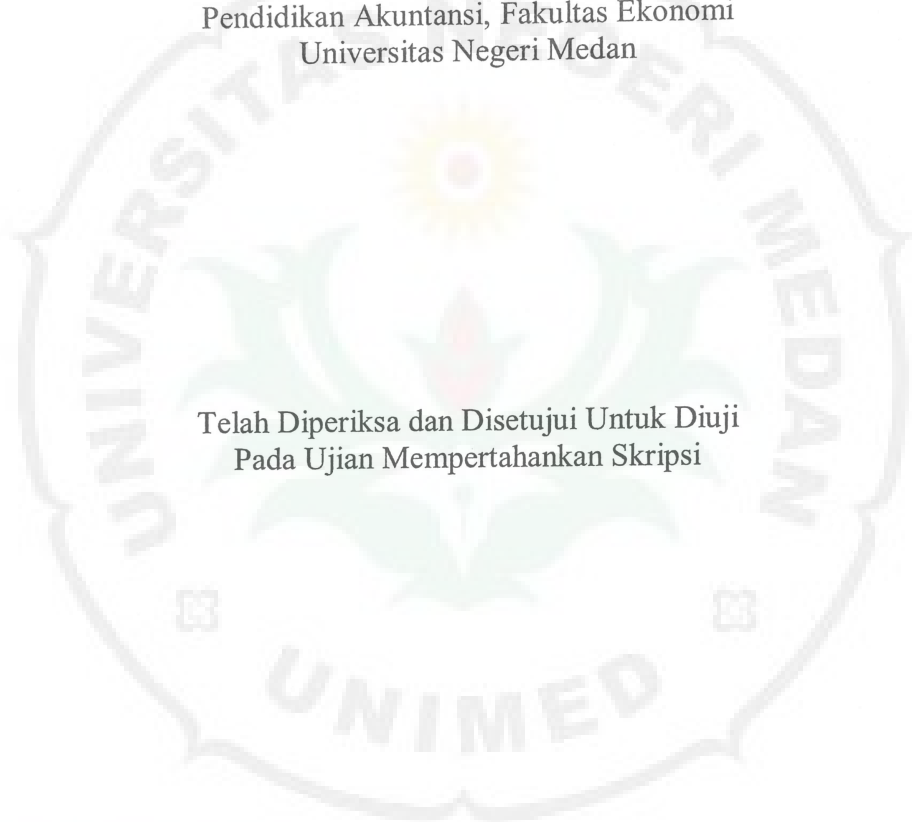 Pendidikan Akuntansi, Fakultas Ekonomi
Universitas Negeri Medan
UNIVERSITAS NEGERI MEDAN
Telah Diperiksa dan Disetujui Untuk Diuji
Pada Ujian Mempertahankan Skripsi
UNIMED